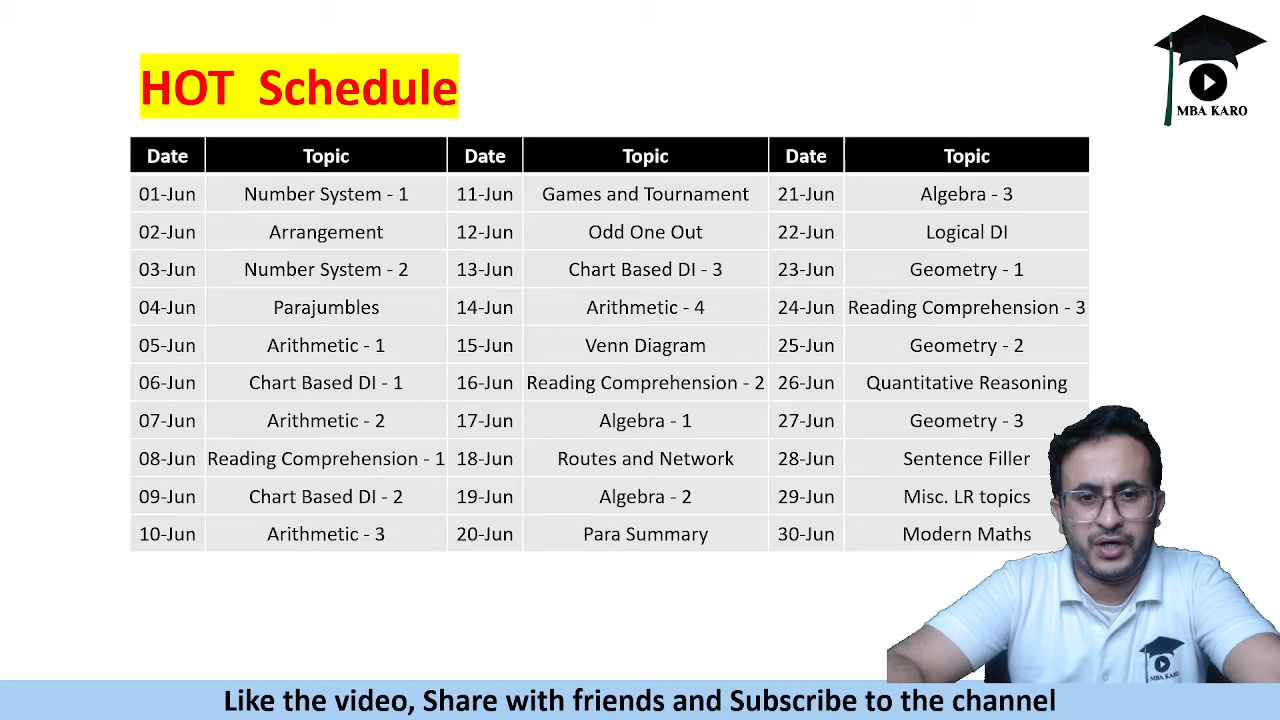 HOT Schedule
MBA KARO
Date Topic Date Topic Date Topic
01-Jun Number System - 1 11-Jun Games and Tournament 21-Jun Algebra - 3
02-Jun Arrangement 12-Jun Odd One Out 22-Jun Logical DI
03-Jun Number System - 2 13-Jun Chart Based DI - 3 23-Jun Geometry - 1
04-Jun Parajumbles 14-Jun Arithmetic - 4 24-Jun Reading Comprehension - 3
05-Jun Arithmetic - 1 15-Jun Venn Diagram 25-Jun Geometry - 2
06-Jun Chart Based DI - 1 16-Jun Reading Comprehension - 2 26-Jun Quantitative Reasoning
07-Jun Arithmetic - 2 17-Jun Algebra - 1 27-Jun Geometry - 3
08-Jun Reading Comprehension - 1 18-Jun Routes and Network 28-Jun Sentence Filler
09-Jun Chart Based DI - 2 19-Jun Algebra - 2 29-Jun Misc. LR topics
10-Jun Arithmetic - 3 20-Jun Para Summary 30-Jun Modern Maths
MBA KARO
Like the video, Share with friends and Subscribe to the channel